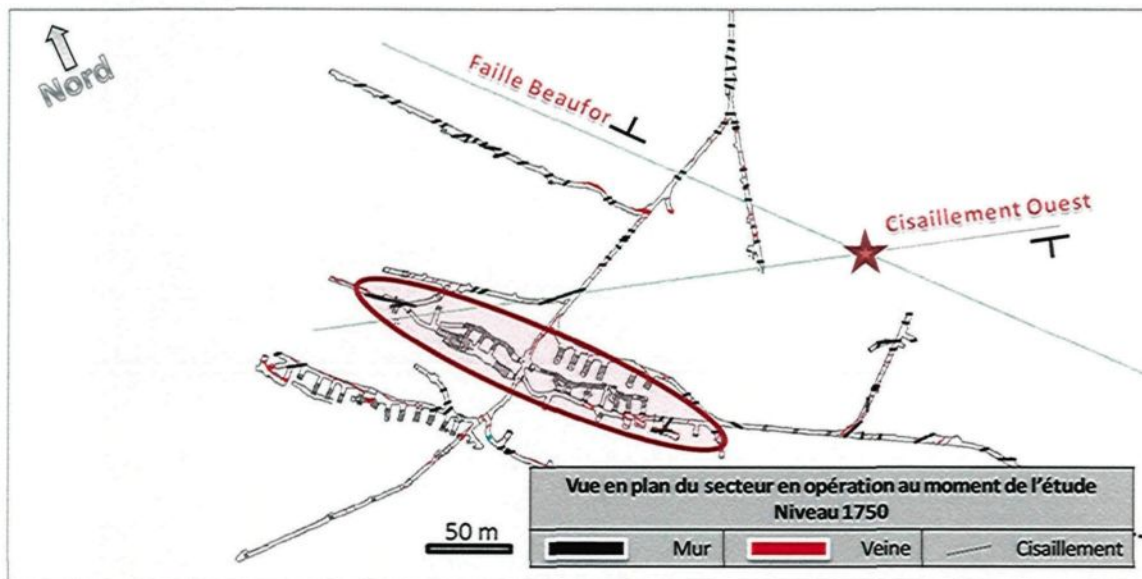 Nord
Faille Beaufor
Cisaillement Ouest
50 m
Vue en plan du secteur en opération au moment de l'étude
Niveau 1750
Mur
Veine
Cisaillement